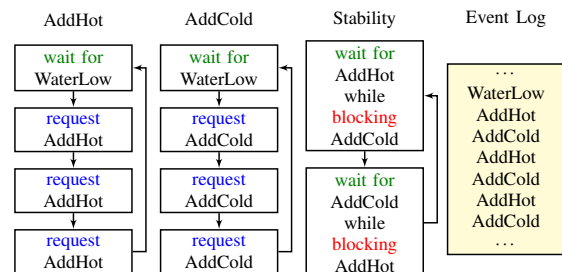 AddHot
wait for
WaterLow
request
AddHot
request
AddHot
request
AddHot
AddCold
wait for
WaterLow
request
AddCold
request
AddCold
request
AddCold
Stability
wait for
AddHot
while
blocking
AddCold
wait for
AddCold
while
blocking
AddHot
Event Log
...
WaterLow
AddHot
AddCold
AddHot
AddCold
AddHot
AddCold
...